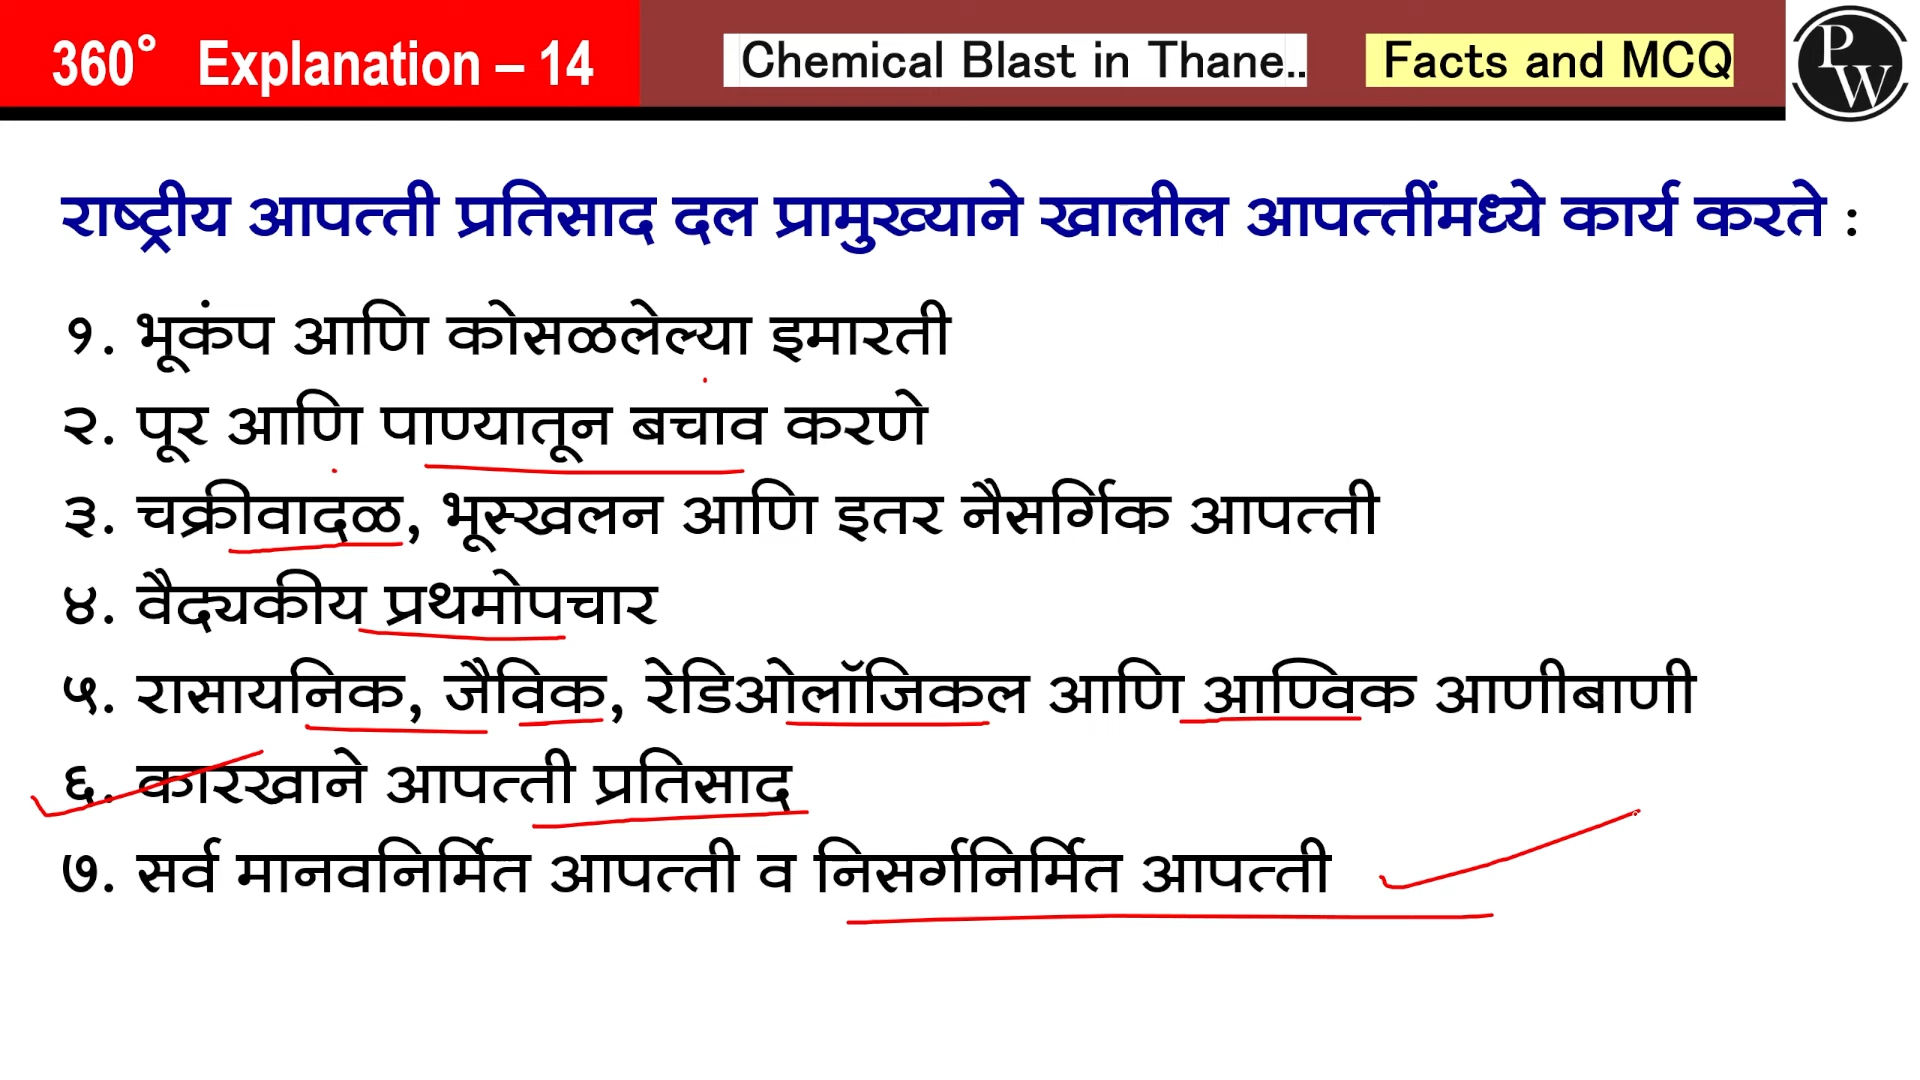 360° Explanation – 14
Chemical Blast in Thane..
Facts and MCQ
PW
राष्ट्रीय आपत्ती प्रतिसाद दल प्रामुख्याने खालील आपत्तींमध्ये कार्य करते :
१. भूकंप आणि कोसळलेल्या इमारती
२. पूर आणि पाण्यातून बचाव करणे
३. चक्रीवादळ, भूस्खलन आणि इतर नैसर्गिक आपत्ती
४. वैद्यकीय प्रथमोपचार
५. रासायनिक, जैविक, रेडिओलॉजिकल आणि आण्विक आणीबाणी
६. कारखाने आपत्ती प्रतिसाद
७. सर्व मानवनिर्मित आपत्ती व निसर्गनिर्मित आपत्ती